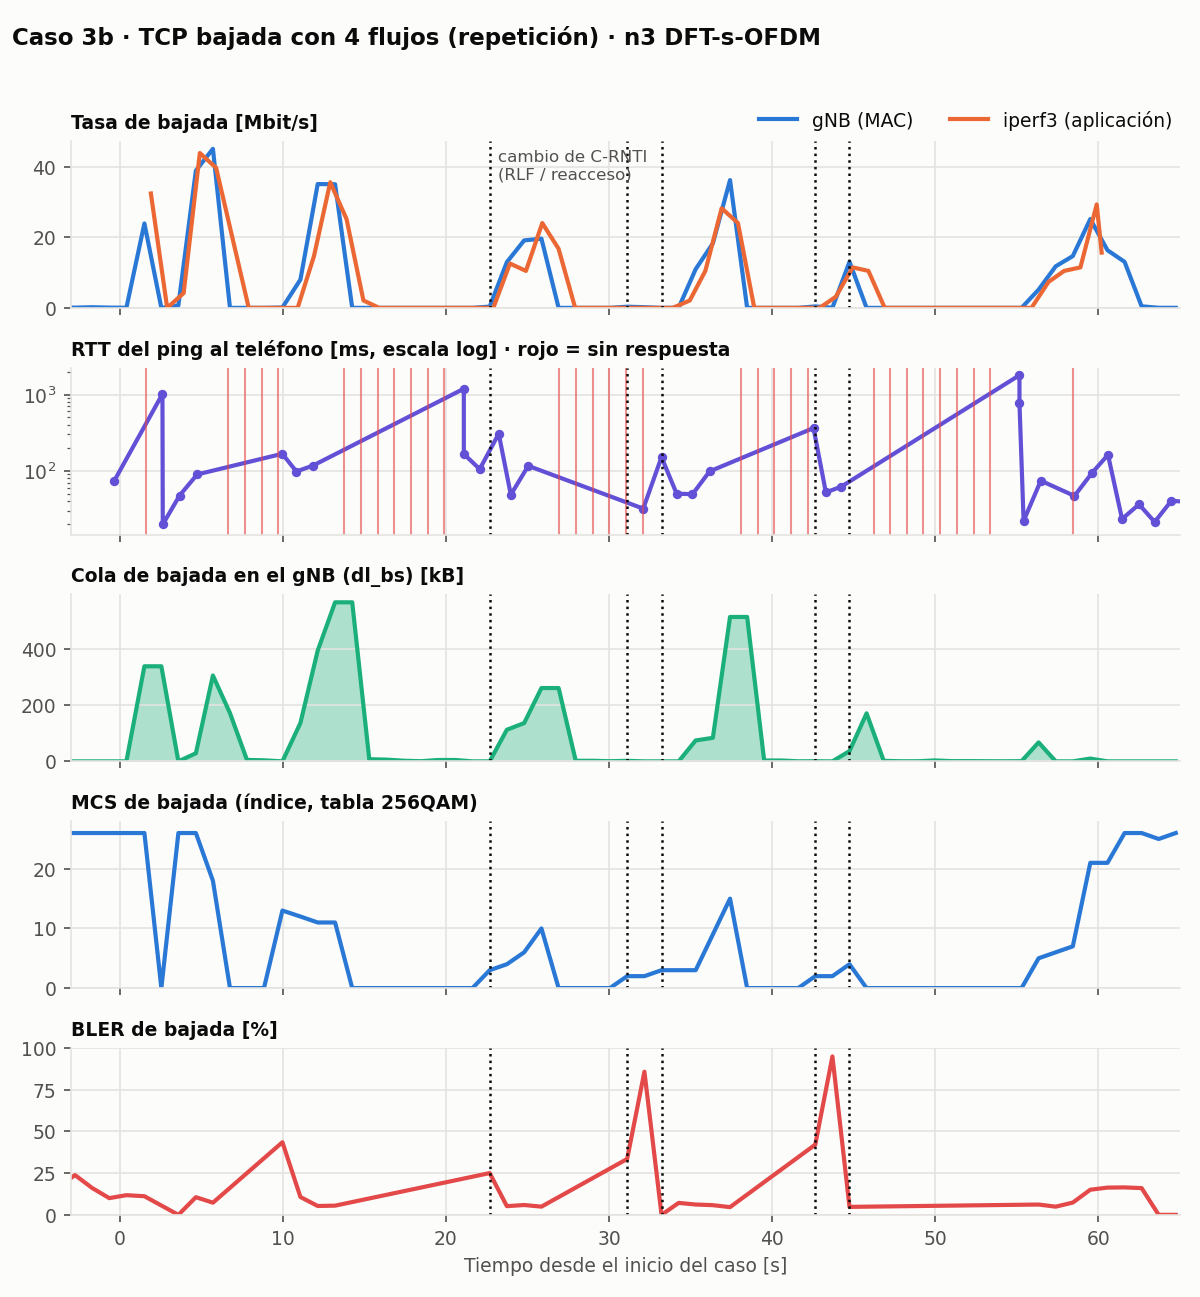 Caso 3b · TCP bajada con 4 flujos (repetición) · n3 DFT-s-OFDM
Tasa de bajada [Mbit/s]
gNB (MAC)
iperf3 (aplicación)
cambio de C-RNTI
(RLF / reacceso)
40
20
0
RTT del ping al teléfono [ms, escala log] · rojo = sin respuesta
10³
10²
Cola de bajada en el gNB (dl_bs) [kB]
400
200
0
MCS de bajada (índice, tabla 256QAM)
20
10
0
BLER de bajada [%]
100
75
50
25
0
0 10 20 30 40 50 60
Tiempo desde el inicio del caso [s]